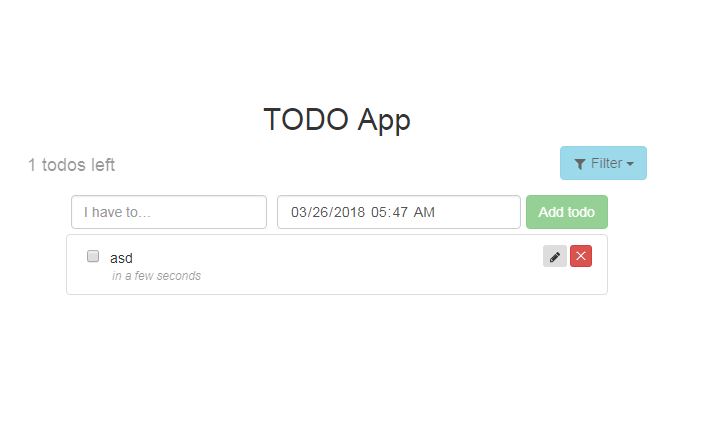 TODO App
1 todos left
Filter
I have to...
03/26/2018 05:47 AM
Add todo
asd
in a few seconds